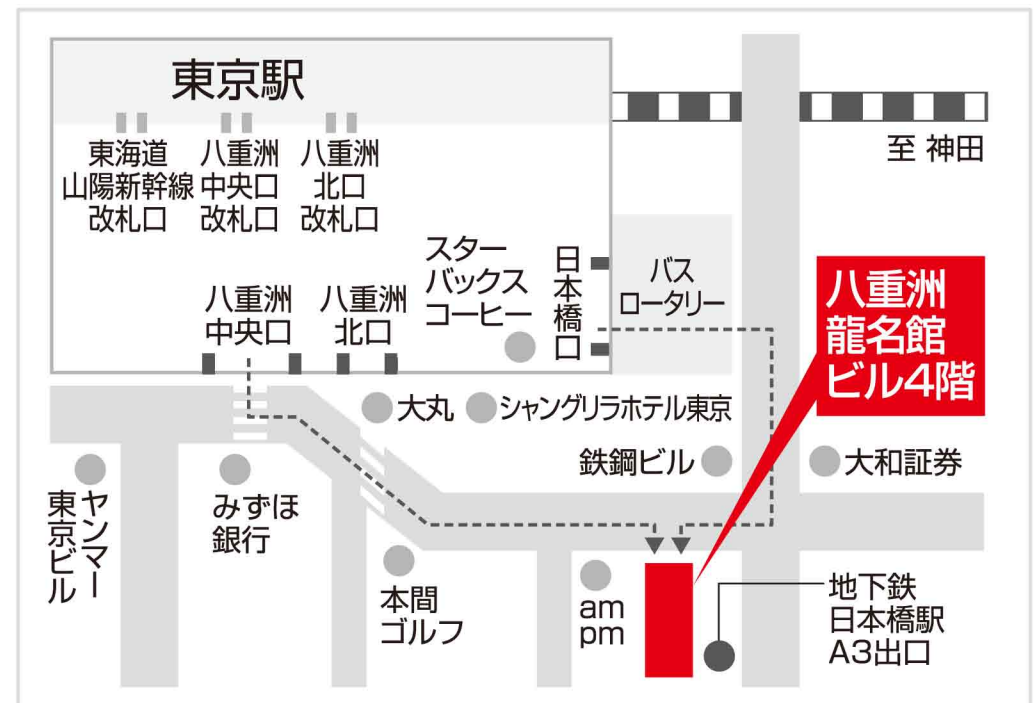 東京駅
至 神田
東海道
山陽新幹線
改札口
八重洲
中央口
改札口
八重洲
北口
改札口
スター
バックス
コーヒー
日本橋口
バス
ロータリー
八重洲
龍名館
ビル4階
八重洲
中央口
八重洲
北口
大丸
シャングリラホテル東京
鉄鋼ビル
大和証券
ヤンマー
東京ビル
みずほ
銀行
本間
ゴルフ
am
pm
地下鉄
日本橋駅
A3出口